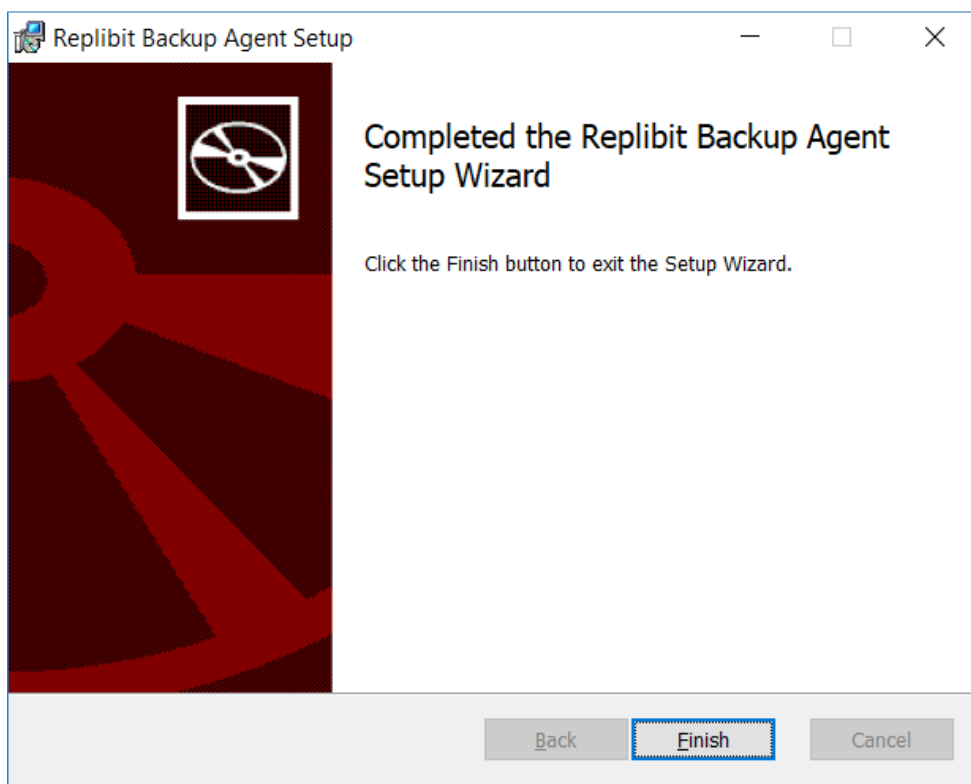 Replibit Backup Agent Setup
Completed the Replibit Backup Agent
Setup Wizard
Click the Finish button to exit the Setup Wizard.
Back
Finish
Cancel